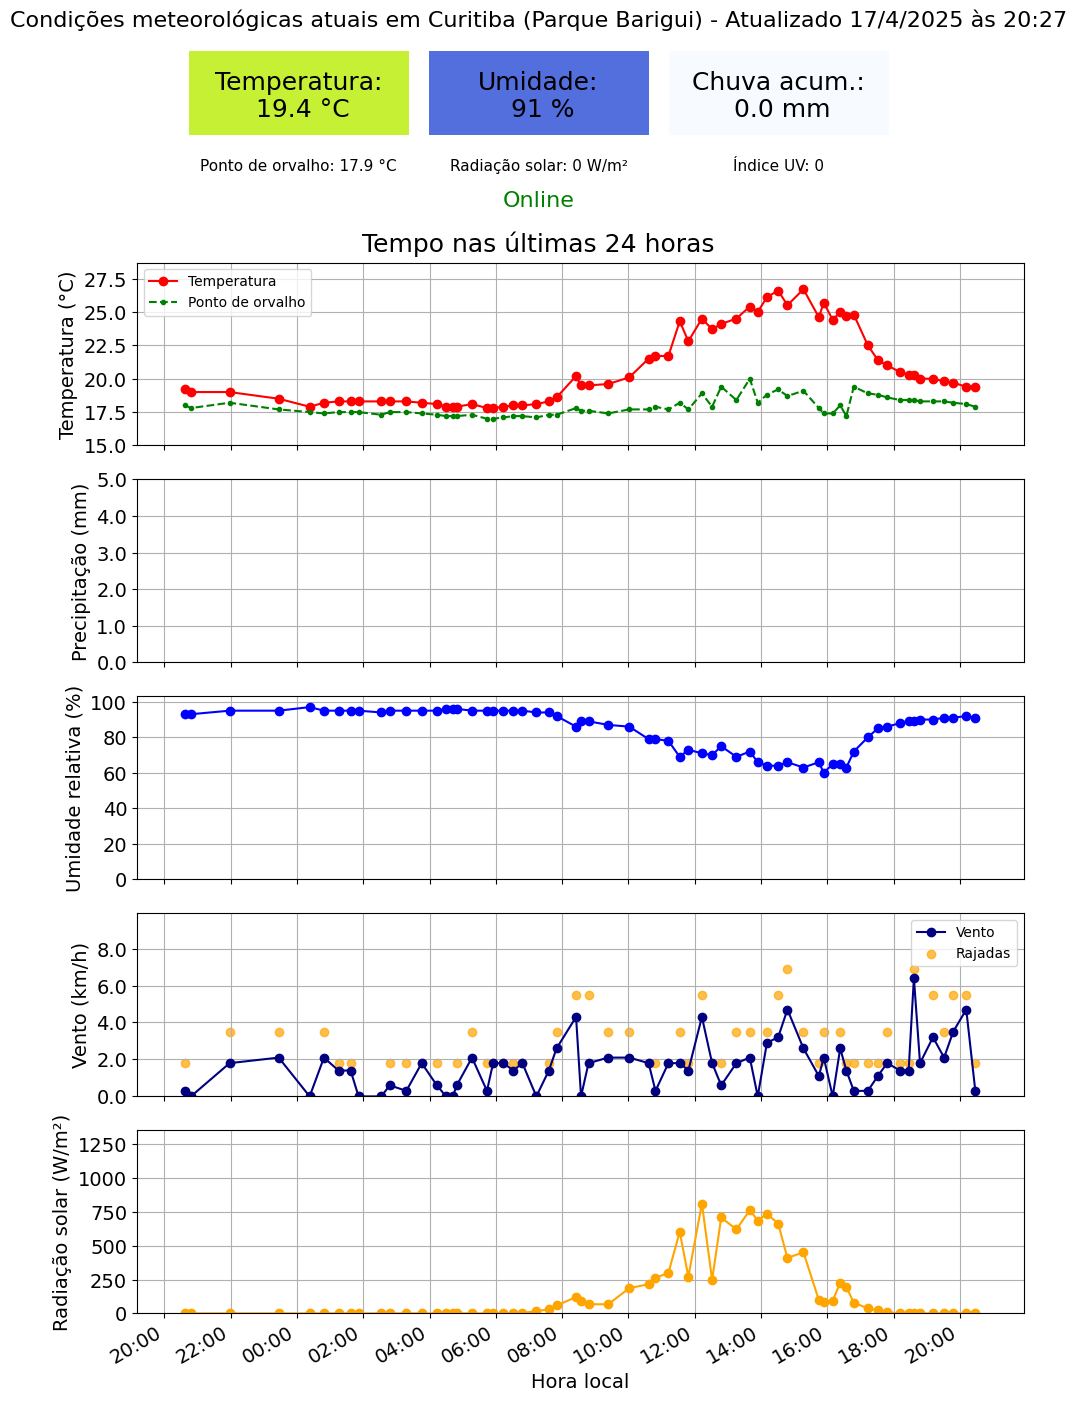 Condições meteorológicas atuais em Curitiba (Parque Barigui) - Atualizado 17/4/2025 às 20:27
Temperatura:
19.4 °C
Umidade:
91 %
Chuva acum.:
0.0 mm
Ponto de orvalho: 17.9 °C
Radiação solar: 0 W/m²
Índice UV: 0
Online
Tempo nas últimas 24 horas
Temperatura (°C)
27.5
25.0
22.5
20.0
17.5
15.0
Temperatura
Ponto de orvalho
Precipitação (mm)
5.0
4.0
3.0
2.0
1.0
0.0
Umidade relativa (%)
100
80
60
40
20
0
Vento (km/h)
8.0
6.0
4.0
2.0
0.0
Vento
Rajadas
Radiação solar (W/m²)
1250
1000
750
500
250
0
20:00
22:00
00:00
02:00
04:00
06:00
08:00
10:00
12:00
14:00
16:00
18:00
20:00
Hora local